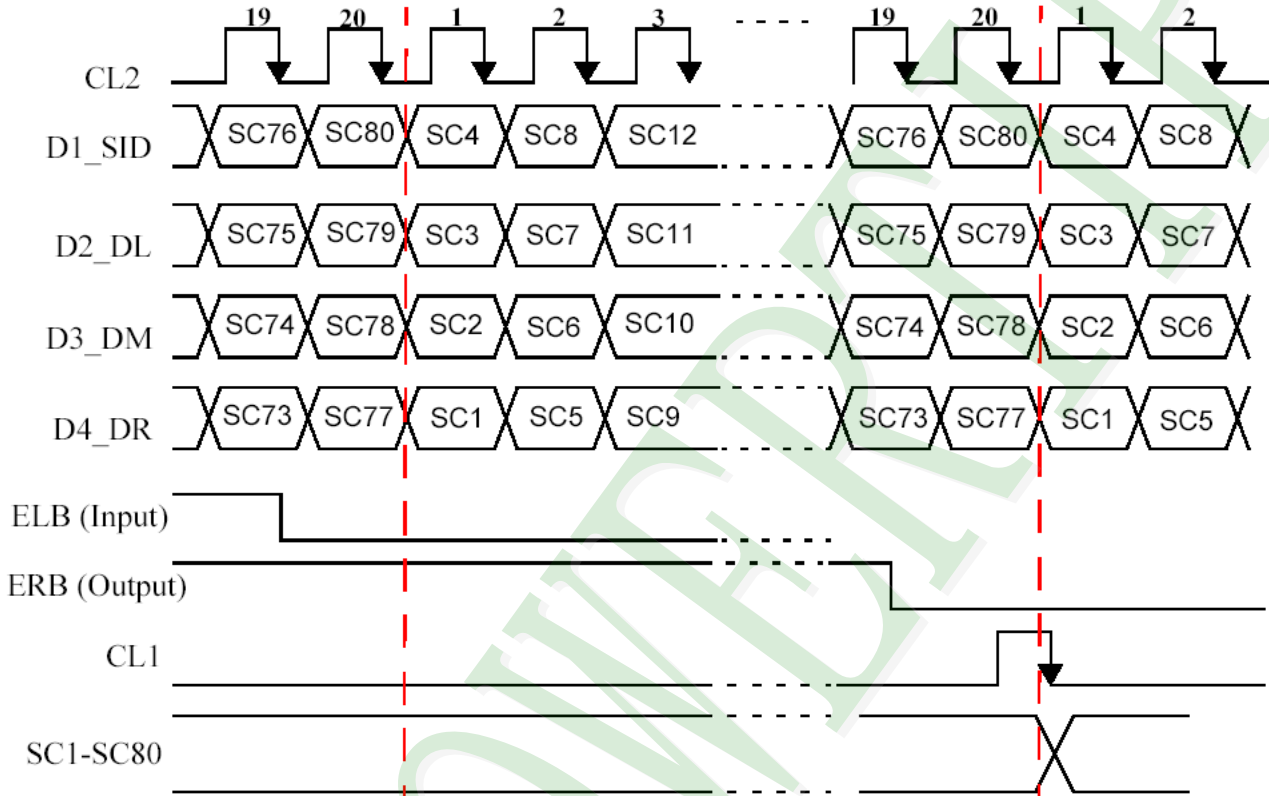 19 20 1 2 3 19 20 1 2
CL2
D1_SID SC76 SC80 SC4 SC8 SC12 SC76 SC80 SC4 SC8
D2_DL SC75 SC79 SC3 SC7 SC11 SC75 SC79 SC3 SC7
D3_DM SC74 SC78 SC2 SC6 SC10 SC74 SC78 SC2 SC6
D4_DR SC73 SC77 SC1 SC5 SC9 SC73 SC77 SC1 SC5
ELB (Input)
ERB (Output)
CL1
SC1-SC80